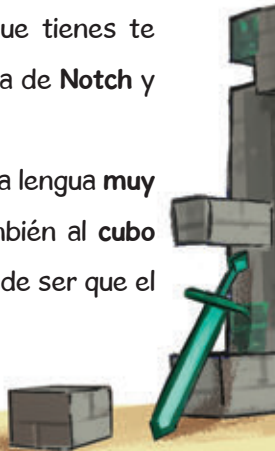 ue tienes te
a de Notch y
a lengua muy
mbién al cubo
de ser que el